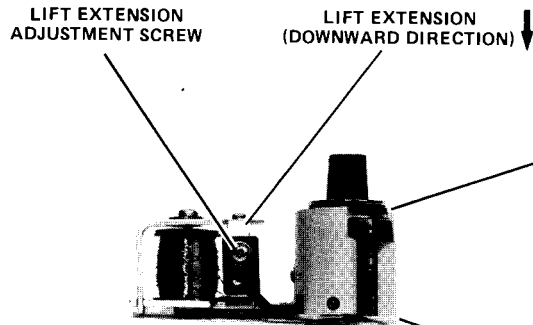 LIFT EXTENSION
ADJUSTMENT SCREW
LIFT EXTENSION
(DOWNWARD DIRECTION)